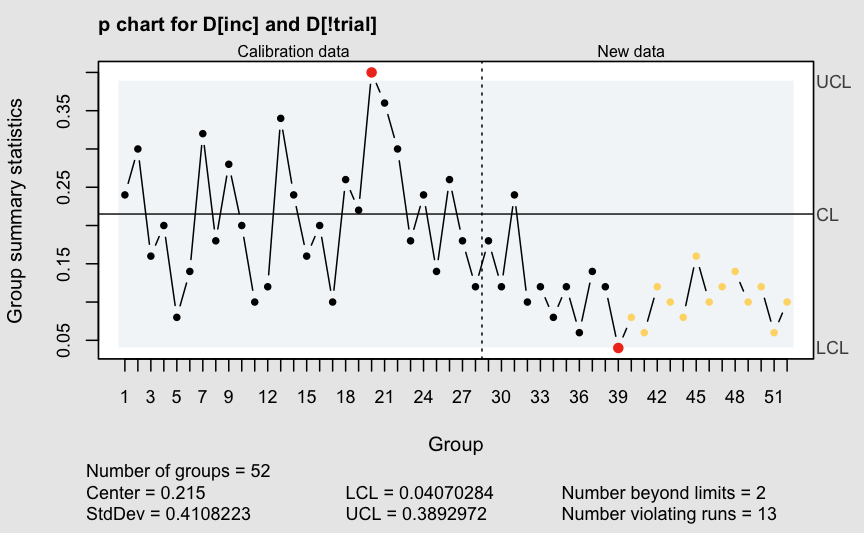 p chart for D[inc] and D[!trial]
Calibration data New data
Group summary statistics
0.05 0.15 0.25 0.35
UCL
CL
LCL
1 3 5 7 9 12 15 18 21 24 27 30 33 36 39 42 45 48 51
Group
Number of groups = 52
Center = 0.215 LCL = 0.04070284 Number beyond limits = 2
StdDev = 0.4108223 UCL = 0.3892972 Number violating runs = 13